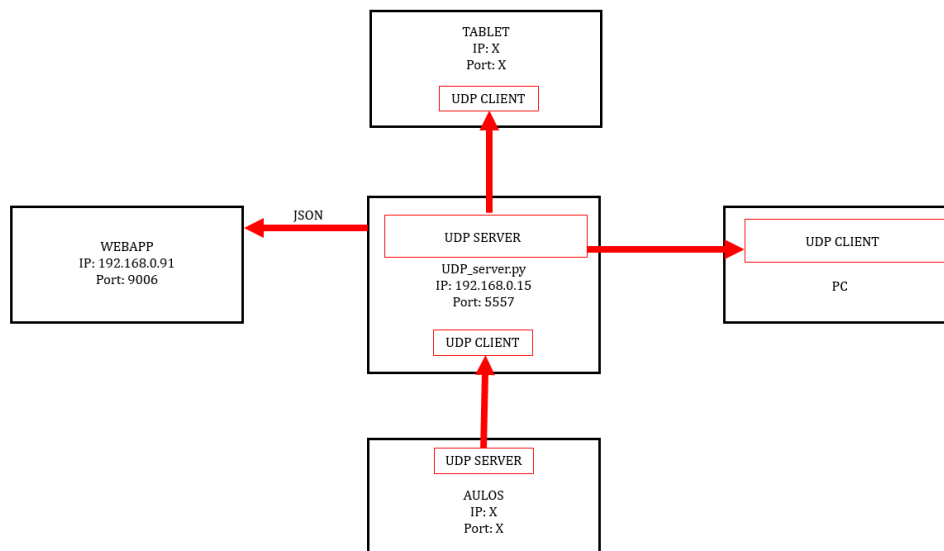 TABLET
IP: X
Port: X
UDP CLIENT
JSON
WEBAPP
IP: 192.168.0.91
Port: 9006
UDP SERVER
UDP_server.py
IP: 192.168.0.15
Port: 5557
UDP CLIENT
UDP CLIENT
PC
UDP SERVER
AULOS
IP: X
Port: X